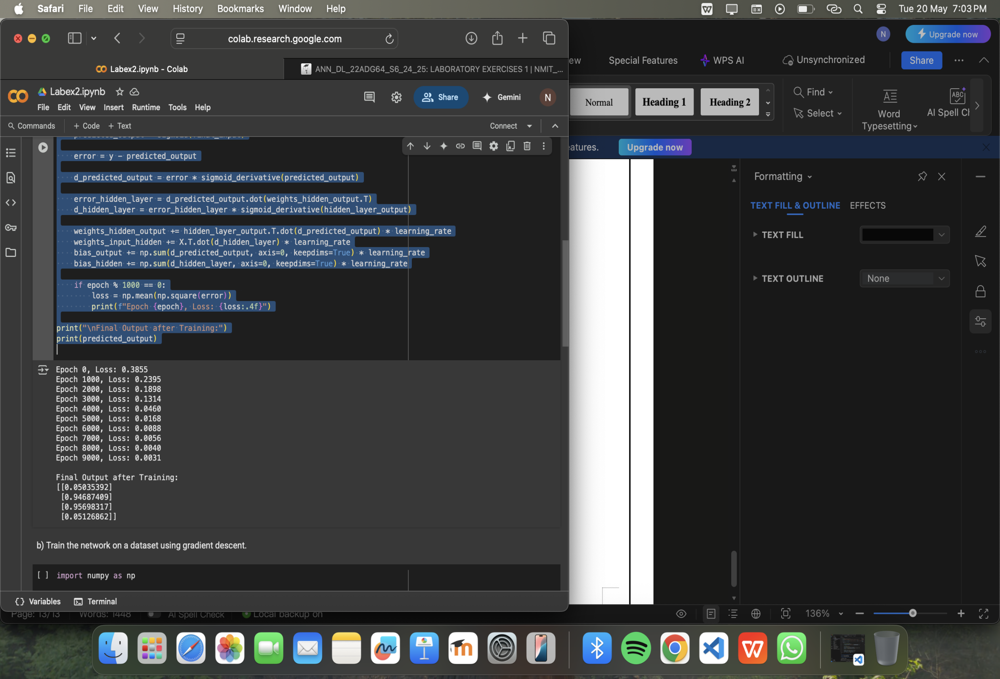 Safari File Edit View History Bookmarks Window Help
Tue 20 May 7:03 PM
colab.research.google.com
Labex2.ipynb - Colab
ANN_DL_22ADG64_S6_24_25: LABORATORY EXERCISES 1 | NMIT_...
Labex2.ipynb
File Edit View Insert Runtime Tools Help
Share
Gemini
N
Commands + Code + Text
Connect
error = y - predicted_output
d_predicted_output = error * sigmoid_derivative(predicted_output)
error_hidden_layer = d_predicted_output.dot(weights_hidden_output.T)
d_hidden_layer = error_hidden_layer * sigmoid_derivative(hidden_layer_output)
weights_hidden_output += hidden_layer_output.T.dot(d_predicted_output) * learning_rate
weights_input_hidden += X.T.dot(d_hidden_layer) * learning_rate
bias_output += np.sum(d_predicted_output, axis=0, keepdims=True) * learning_rate
bias_hidden += np.sum(d_hidden_layer, axis=0, keepdims=True) * learning_rate
if epoch % 1000 == 0:
loss = np.mean(np.square(error))
print(f"Epoch {epoch}, Loss: {loss:.4f}")
print("\nFinal Output after Training:")
print(predicted_output)
Epoch 0, Loss: 0.3855
Epoch 1000, Loss: 0.2395
Epoch 2000, Loss: 0.1898
Epoch 3000, Loss: 0.1314
Epoch 4000, Loss: 0.0460
Epoch 5000, Loss: 0.0168
Epoch 6000, Loss: 0.0088
Epoch 7000, Loss: 0.0056
Epoch 8000, Loss: 0.0040
Epoch 9000, Loss: 0.0031
Final Output after Training:
[[0.05035392]
[0.94687409]
[0.95698317]
[0.05126862]]
b) Train the network on a dataset using gradient descent.
[ ] import numpy as np
{} Variables Terminal
N
Upgrade now
ew
Special Features
WPS AI
Unsynchronized
Share
Normal
Heading 1
Heading 2
Find
Select
Word
Typesetting
ABC
AI Spell Ch
eatures.
Upgrade now
Formatting
TEXT FILL & OUTLINE EFFECTS
TEXT FILL
TEXT OUTLINE
None
Page: 13/13 Words: 1448 AI Spell Check Local backup on
136%